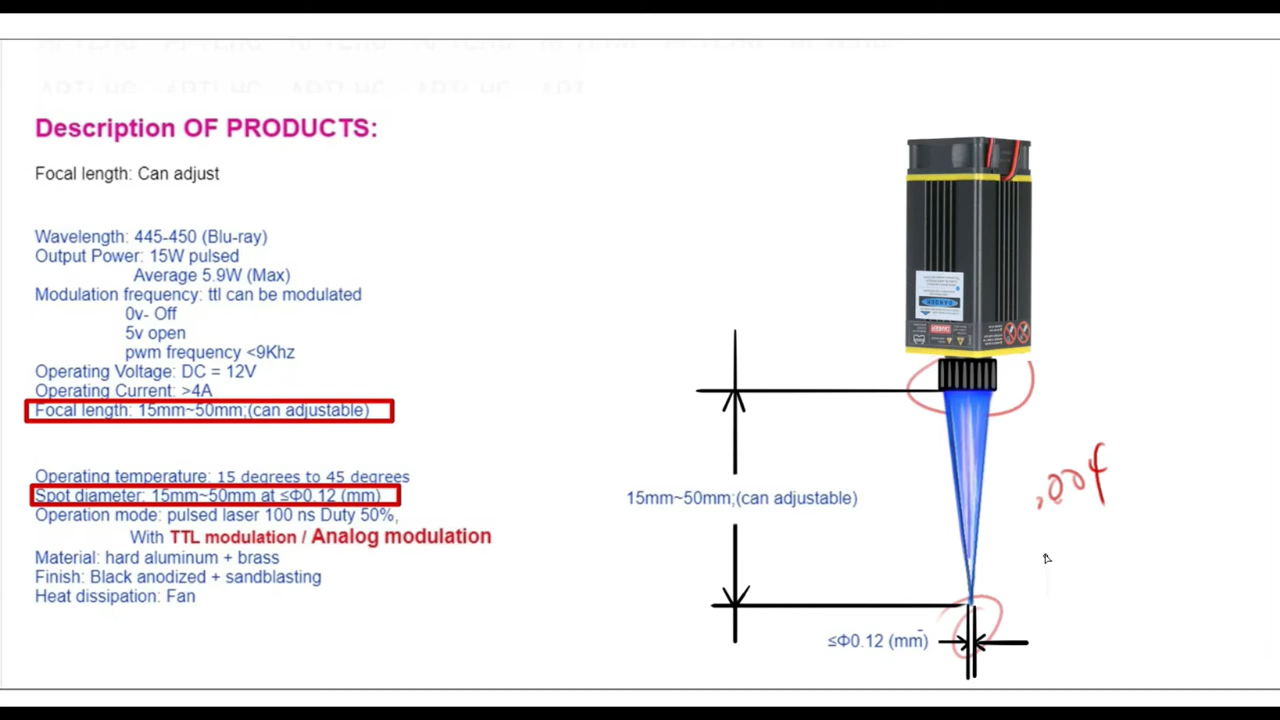 Description OF PRODUCTS:
Focal length: Can adjust
Wavelength: 445-450 (Blu-ray)
Output Power: 15W pulsed
Average 5.9W (Max)
Modulation frequency: ttl can be modulated
0v- Off
5v open
pwm frequency <9Khz
Operating Voltage: DC = 12V
Operating Current: >4A
Focal length: 15mm~50mm;(can adjustable)
Operating temperature: 15 degrees to 45 degrees
Spot diameter: 15mm~50mm at ≤Φ0.12 (mm)
Operation mode: pulsed laser 100 ns Duty 50%,
With TTL modulation / Analog modulation
Material: hard aluminum + brass
Finish: Black anodized + sandblasting
Heat dissipation: Fan
DANGER
15mm~50mm;(can adjustable)
.004
≤Φ0.12 (mm)